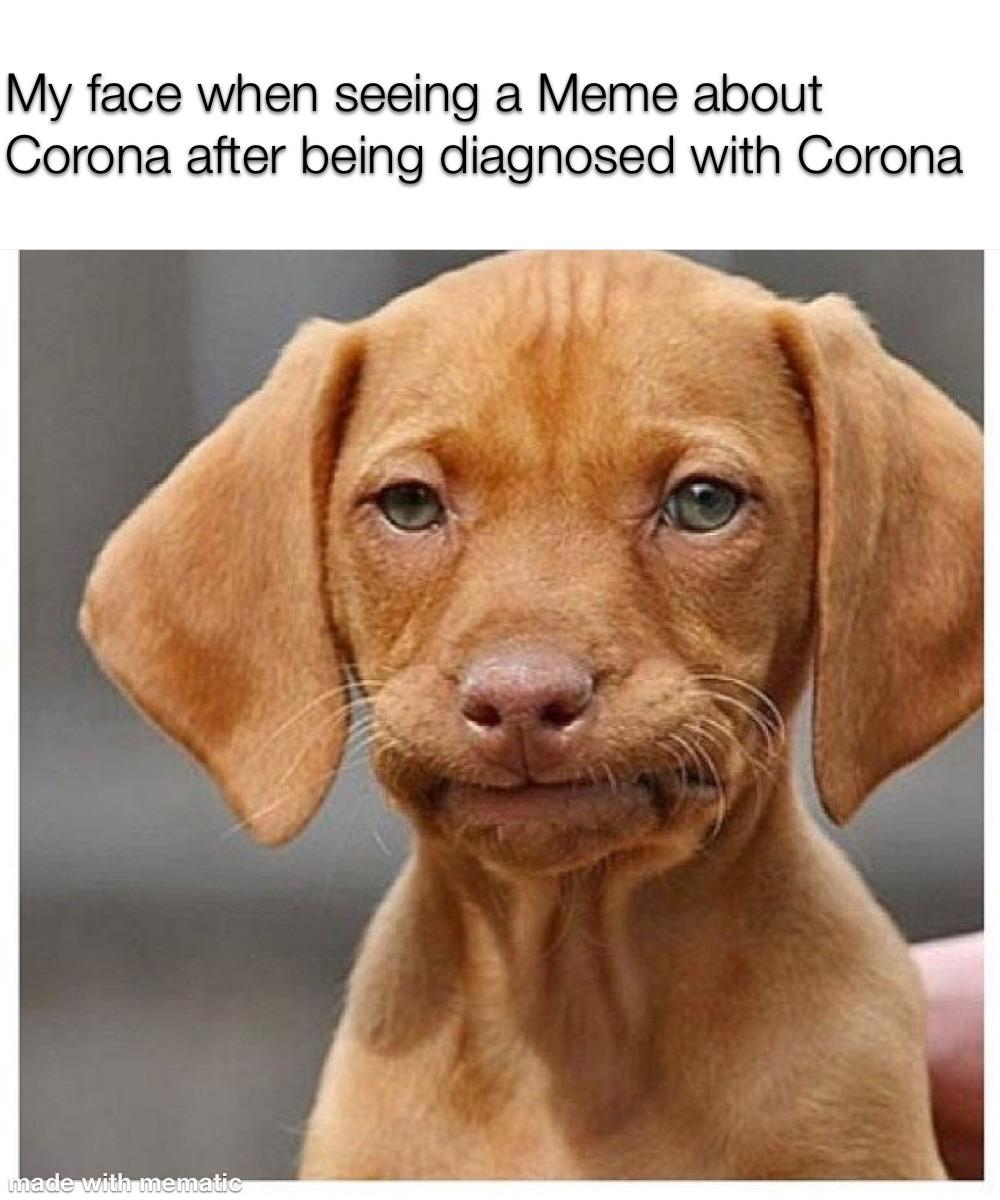 My face when seeing a Meme about
Corona after being diagnosed with Corona
made with mematic